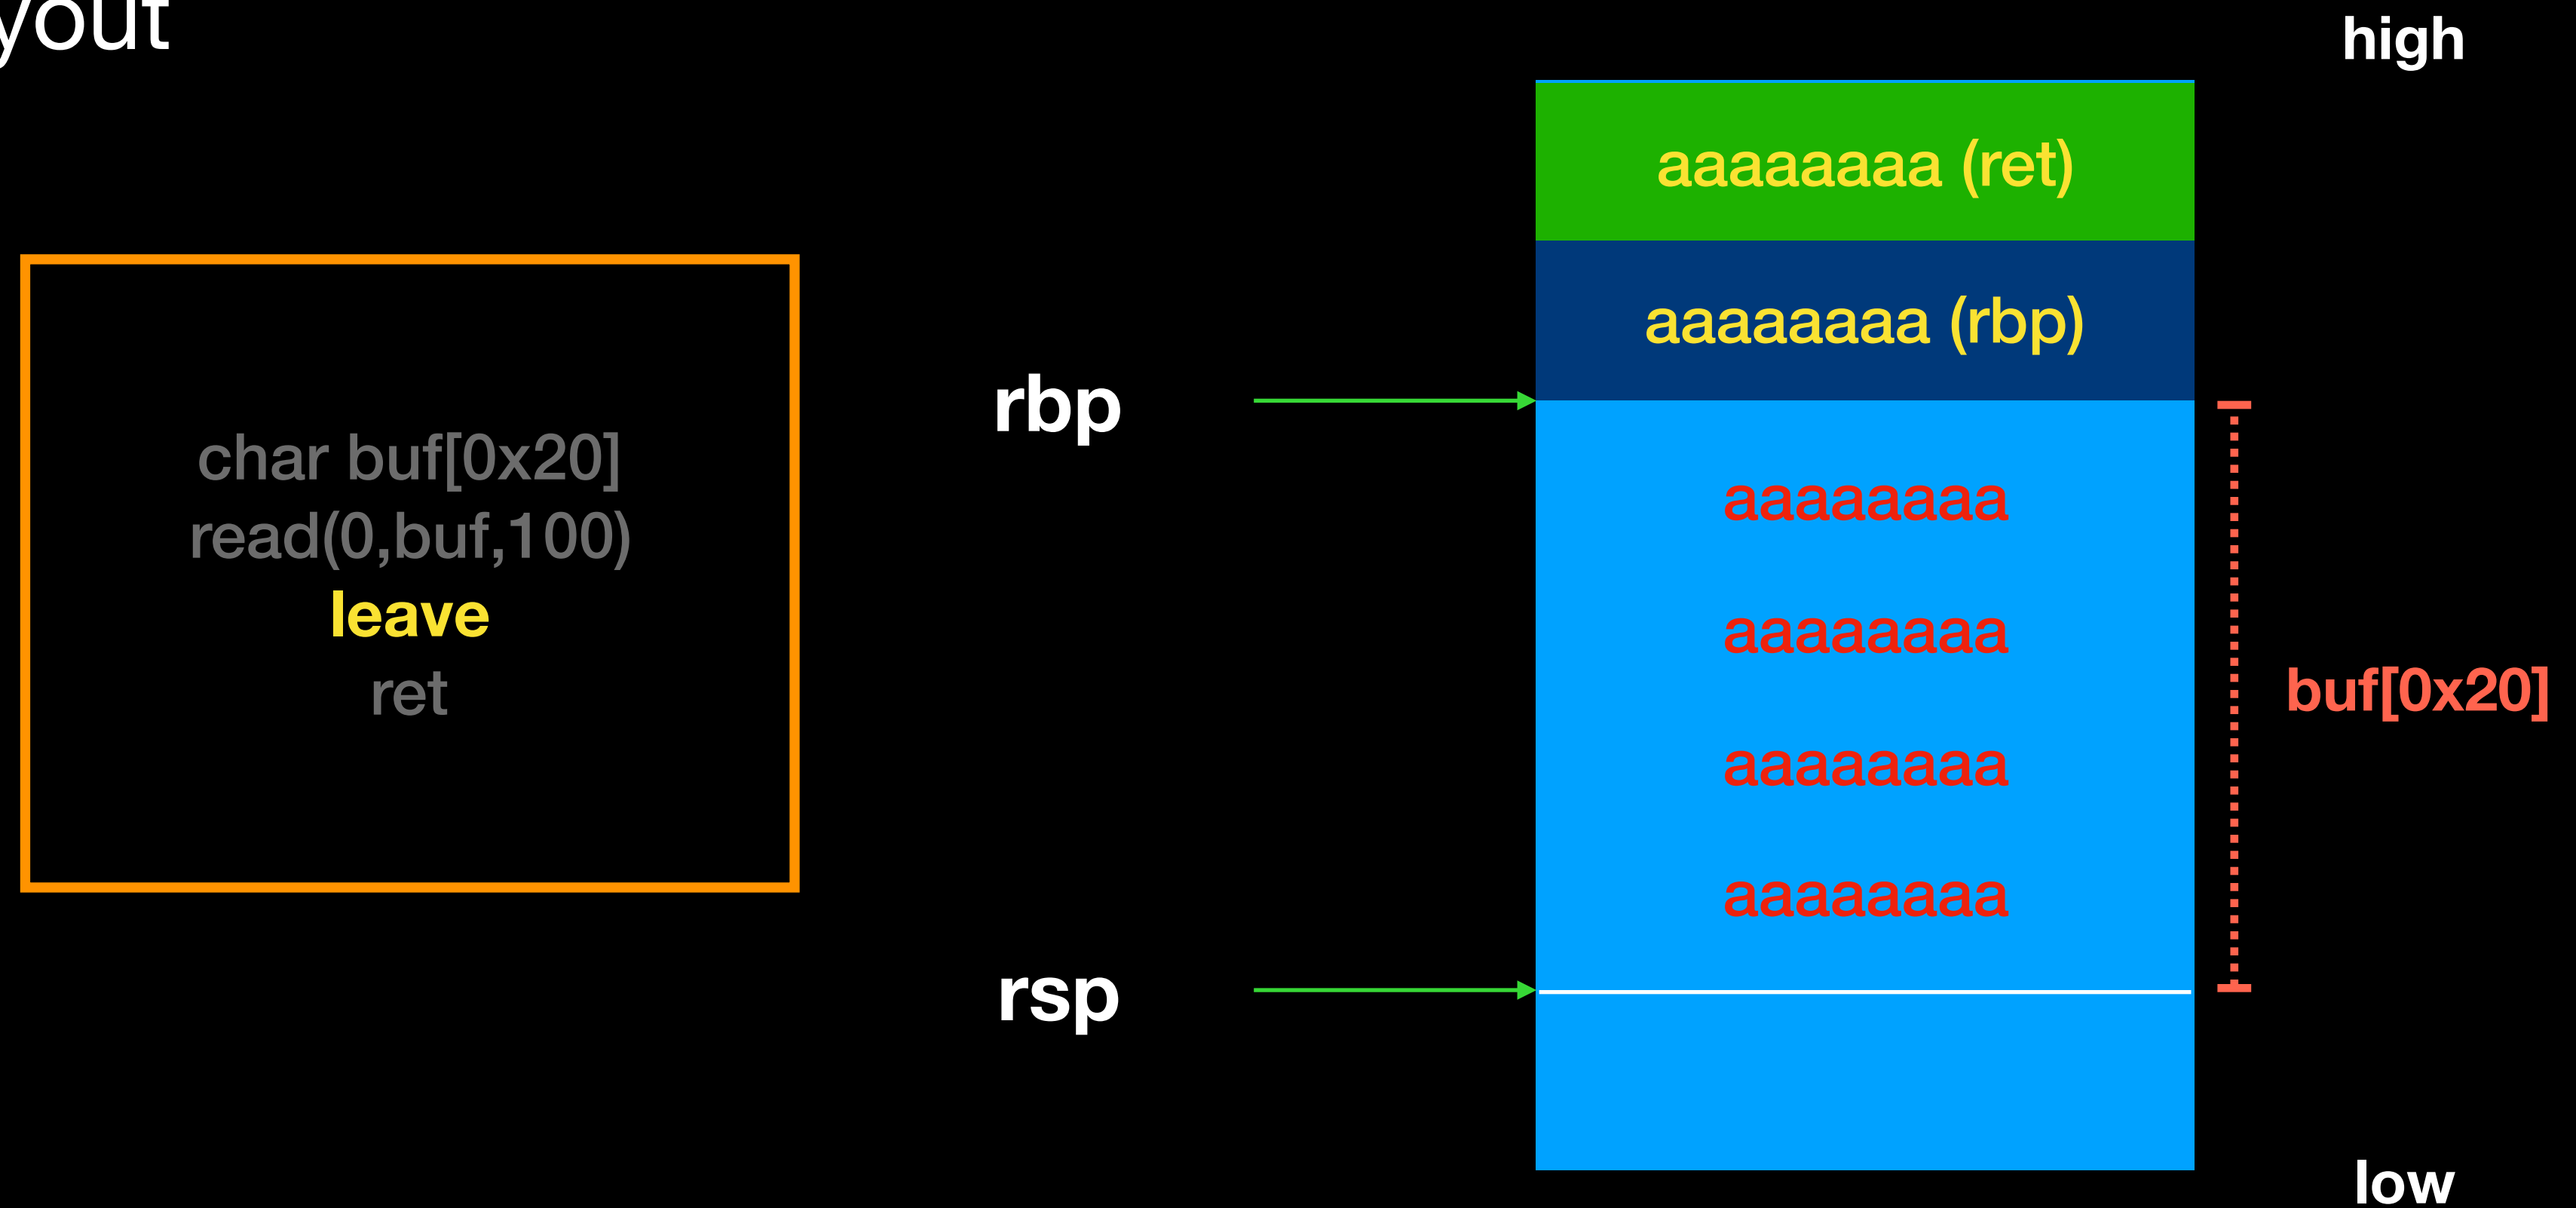 yout
high
char buf[0x20]
read(0,buf,100)
leave
ret
rbp
rsp
aaaaaaaa (ret)
aaaaaaaa (rbp)
aaaaaaaa
aaaaaaaa
aaaaaaaa
aaaaaaaa
buf[0x20]
low